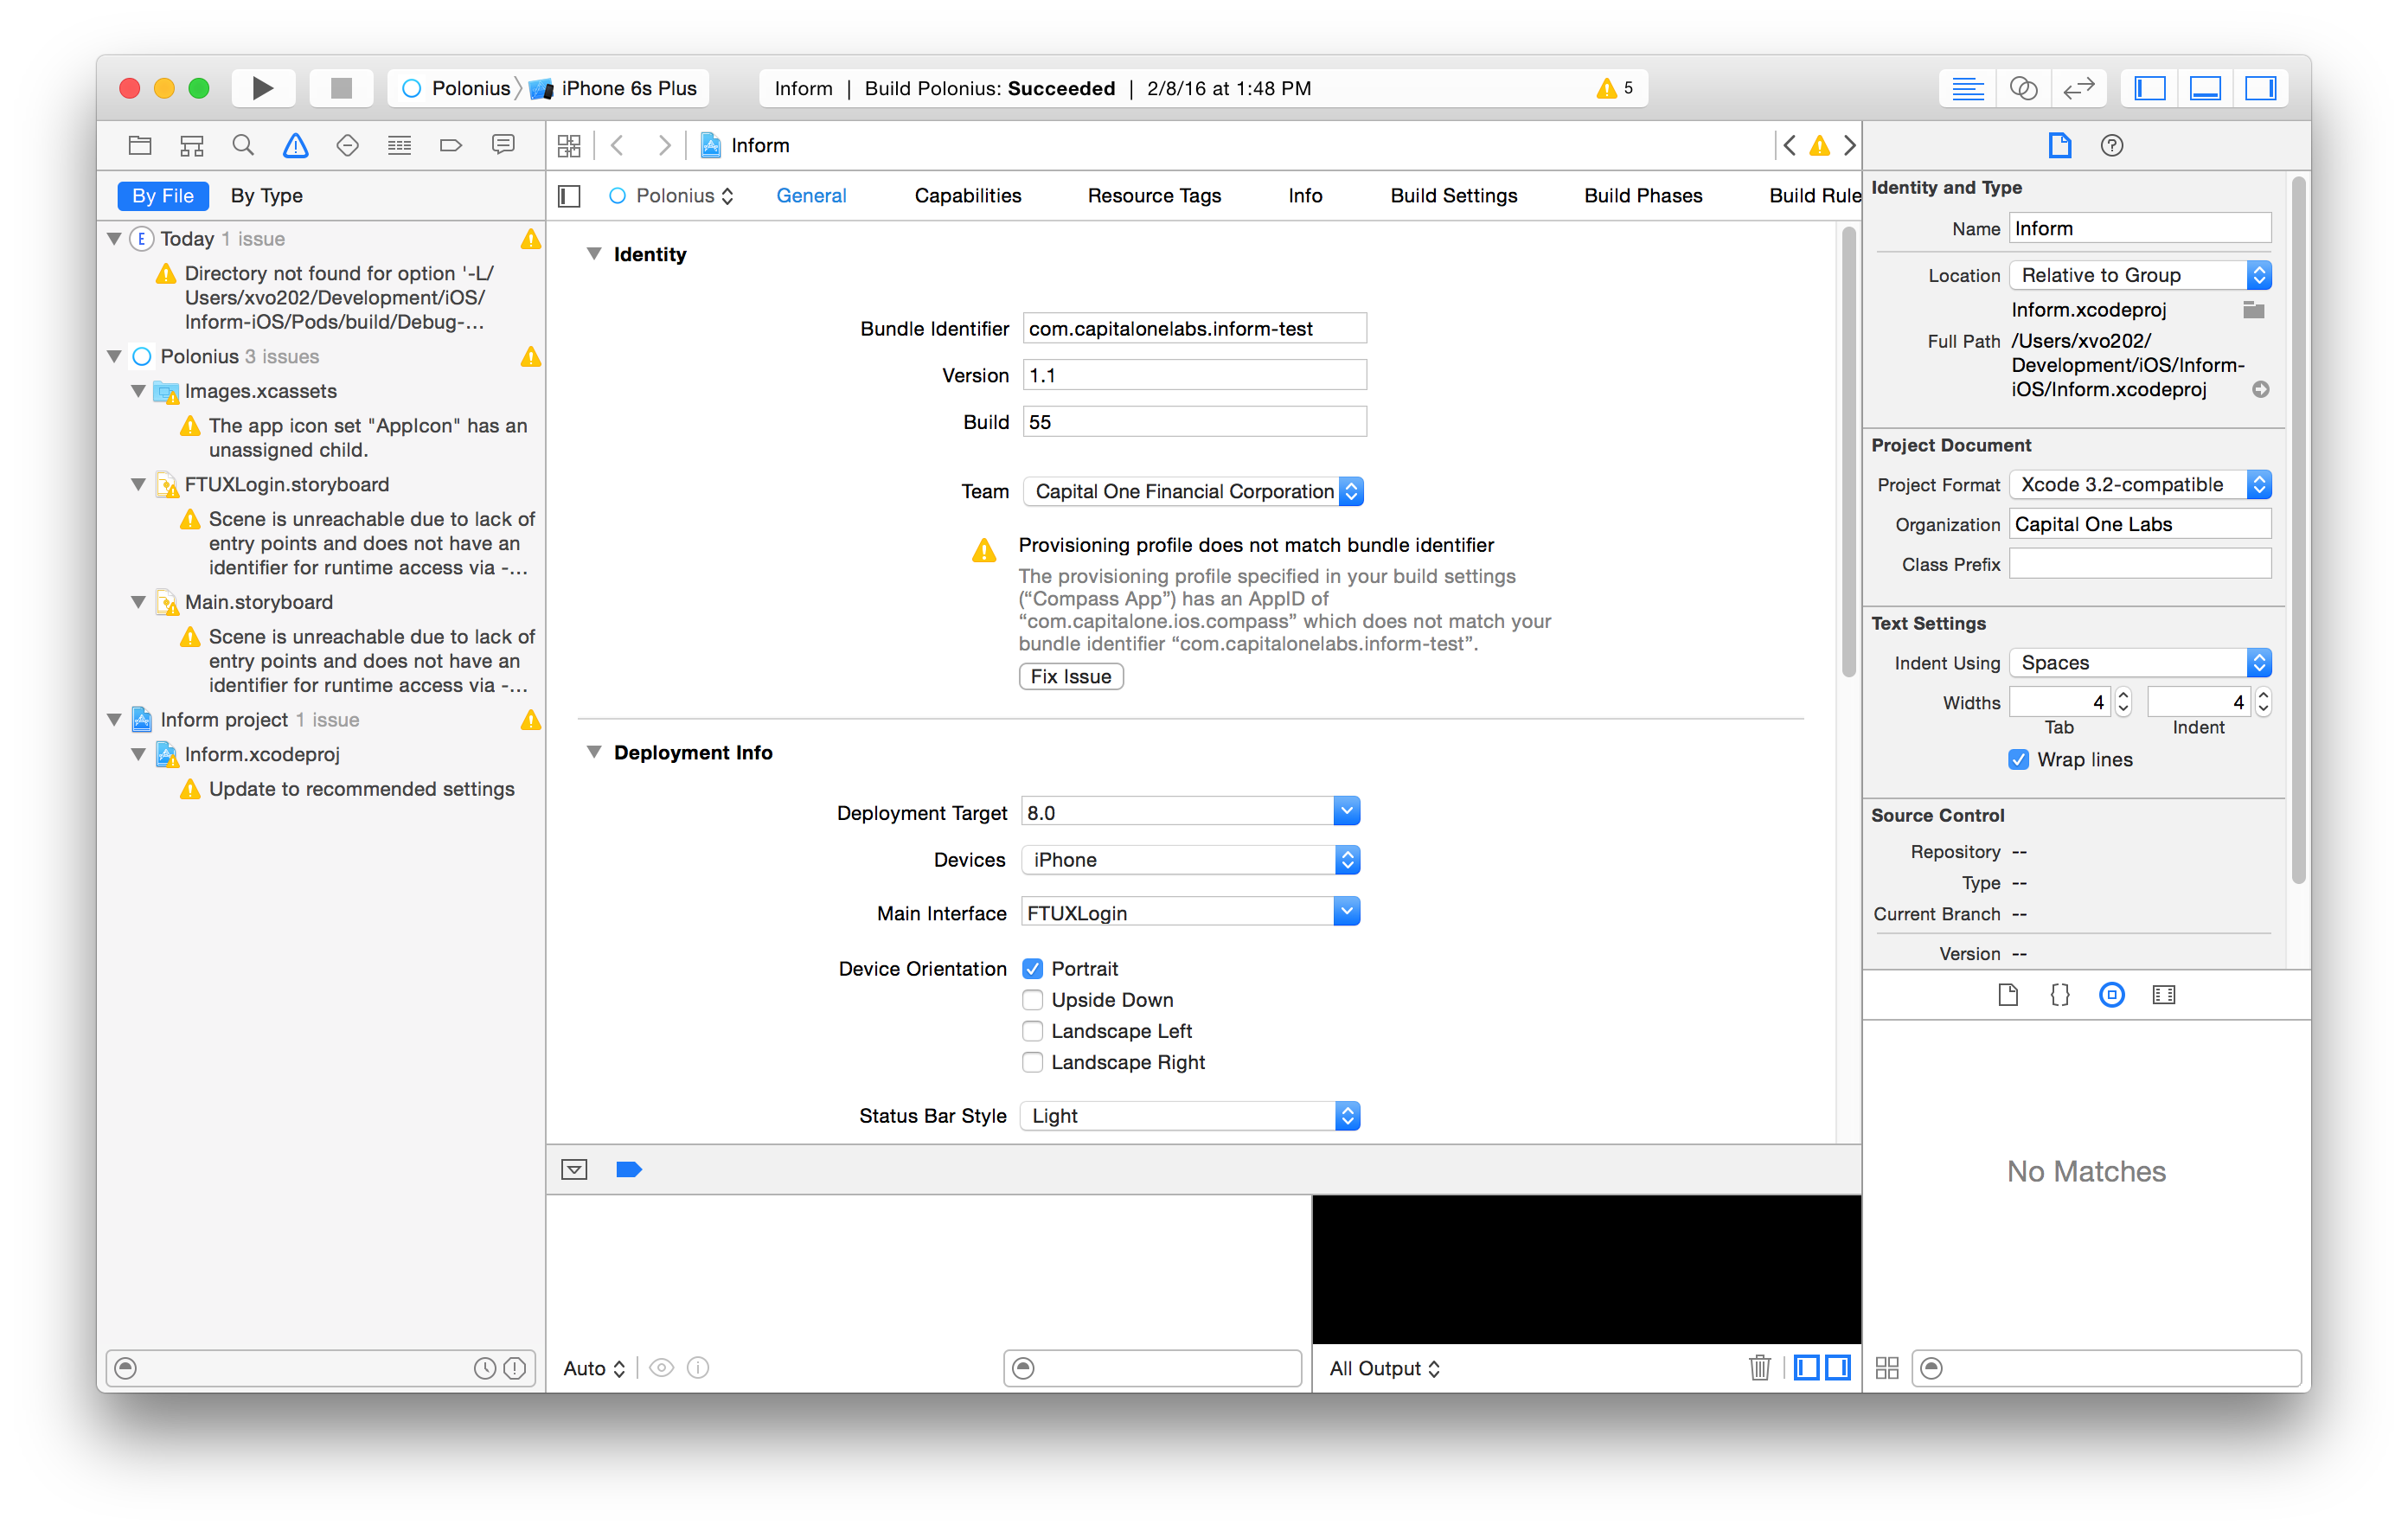 Polonius iPhone 6s Plus
Inform | Build Polonius: Succeeded | 2/8/16 at 1:48 PM
5
By File By Type
Today 1 issue
Directory not found for option '-L/
Users/xvo202/Development/iOS/
Inform-iOS/Pods/build/Debug-...
Polonius 3 issues
Images.xcassets
The app icon set "AppIcon" has an
unassigned child.
FTUXLogin.storyboard
Scene is unreachable due to lack of
entry points and does not have an
identifier for runtime access via -...
Main.storyboard
Scene is unreachable due to lack of
entry points and does not have an
identifier for runtime access via -...
Inform project 1 issue
Inform.xcodeproj
Update to recommended settings
Inform
Polonius General Capabilities Resource Tags Info Build Settings Build Phases Build Rule
Identity
Bundle Identifier com.capitalonelabs.inform-test
Version 1.1
Build 55
Team Capital One Financial Corporation
Provisioning profile does not match bundle identifier
The provisioning profile specified in your build settings
(“Compass App”) has an AppID of
“com.capitalone.ios.compass” which does not match your
bundle identifier “com.capitalonelabs.inform-test”.
Fix Issue
Deployment Info
Deployment Target 8.0
Devices iPhone
Main Interface FTUXLogin
Device Orientation Portrait
Upside Down
Landscape Left
Landscape Right
Status Bar Style Light
Auto
All Output
Identity and Type
Name Inform
Location Relative to Group
Inform.xcodeproj
Full Path /Users/xvo202/
Development/iOS/Inform-
iOS/Inform.xcodeproj
Project Document
Project Format Xcode 3.2-compatible
Organization Capital One Labs
Class Prefix
Text Settings
Indent Using Spaces
Widths 4 4
Tab Indent
Wrap lines
Source Control
Repository --
Type --
Current Branch --
Version --
No Matches